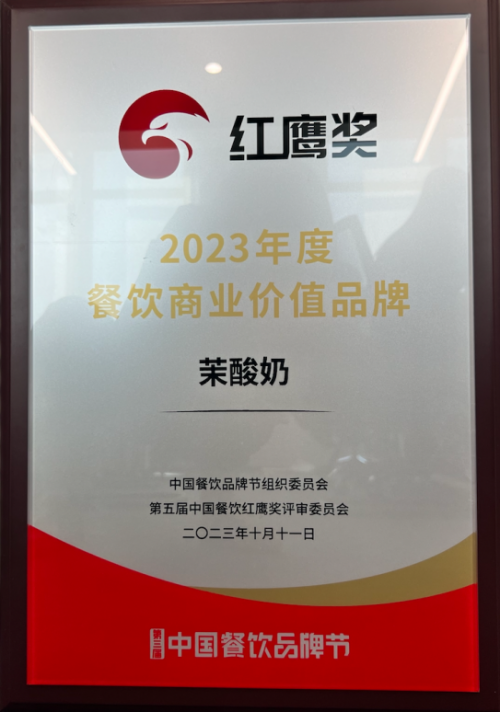 红鹰奖
2023年度
餐饮商业价值品牌
茉酸奶
中国餐饮品牌节组织委员会
第五届中国餐饮红鹰奖评审委员会
二〇二三年十月十一日
第三届中国餐饮品牌节